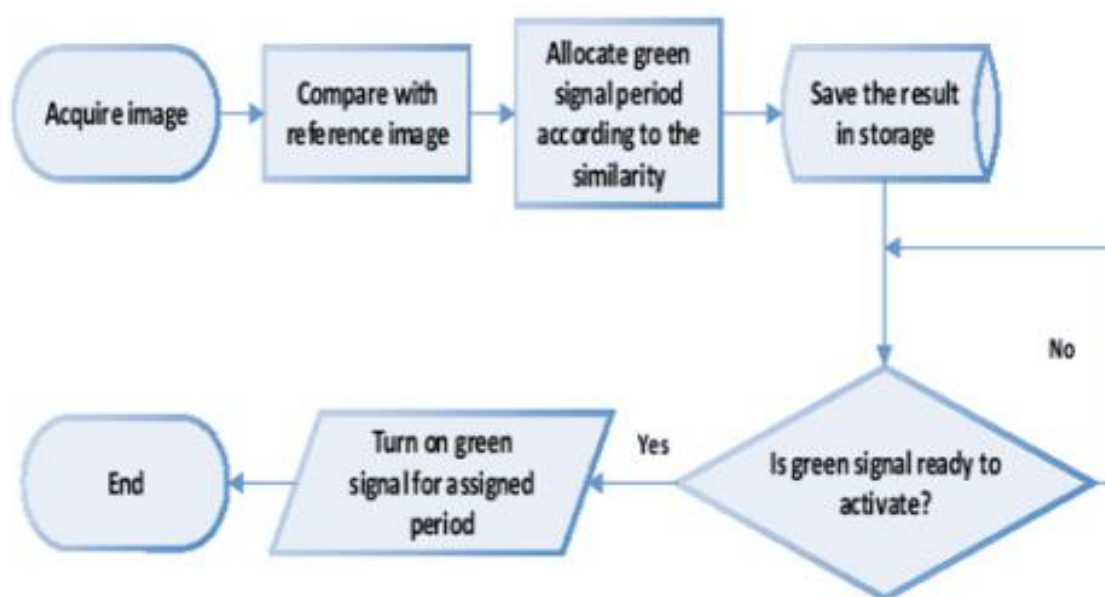 Acquire image
Compare with
reference image
Allocate green
signal period
according to the
similarity
Save the result
in storage
No
Is green signal ready to
activate?
Yes
Turn on green
signal for assigned
period
End